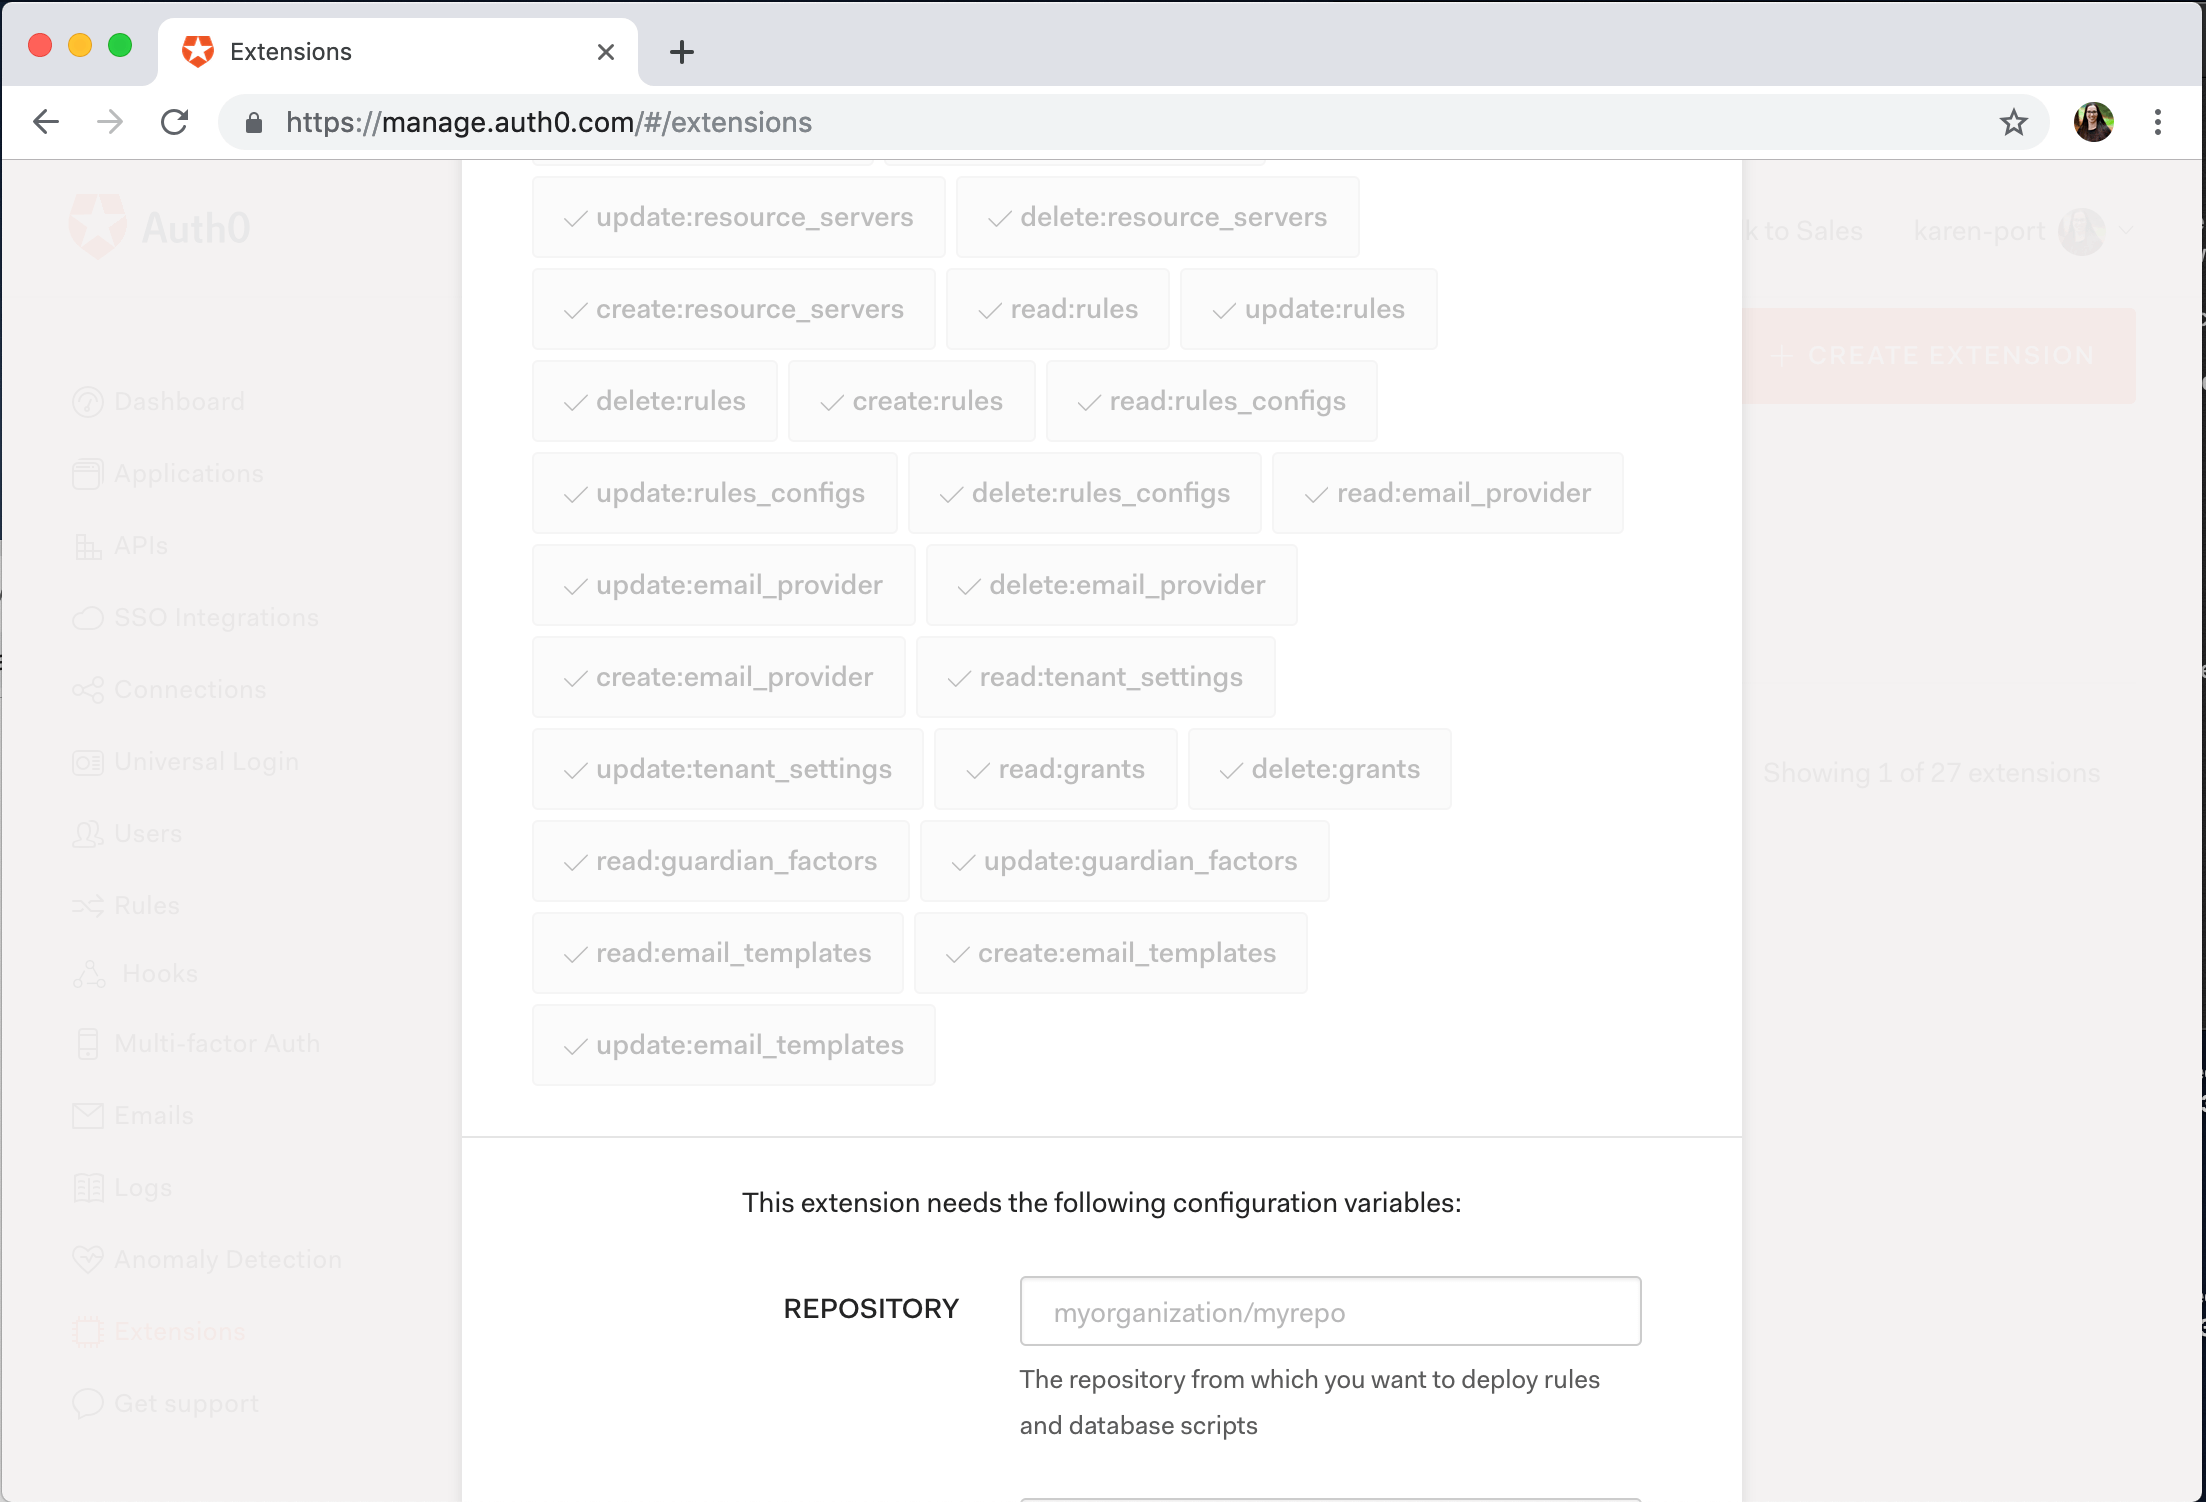 Extensions
https://manage.auth0.com/#/extensions
Auth0
k to Sales
karen-port
+ CREATE EXTENSION
Dashboard
Applications
APIs
SSO Integrations
Connections
Universal Login
Users
Rules
Hooks
Multi-factor Auth
Emails
Logs
Anomaly Detection
Extensions
Get support
update:resource_servers delete:resource_servers
create:resource_servers read:rules update:rules
delete:rules create:rules read:rules_configs
update:rules_configs delete:rules_configs read:email_provider
update:email_provider delete:email_provider
create:email_provider read:tenant_settings
update:tenant_settings read:grants delete:grants
read:guardian_factors update:guardian_factors
read:email_templates create:email_templates
update:email_templates
Showing 1 of 27 extensions
This extension needs the following configuration variables:
REPOSITORY
myorganization/myrepo
The repository from which you want to deploy rules
and database scripts